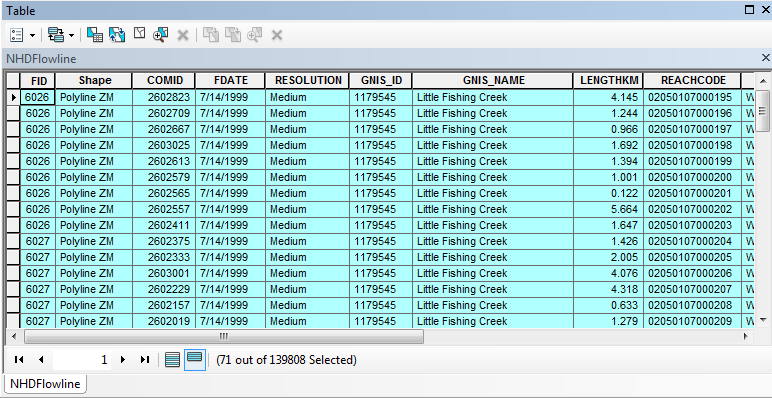 Table
NHDFlowline
FID Shape COMID FDATE RESOLUTION GNIS_ID GNIS_NAME LENGTHKM REACHCODE
6026 Polyline ZM 2602823 7/14/1999 Medium 1179545 Little Fishing Creek 4.145 02050107000195 W
6026 Polyline ZM 2602709 7/14/1999 Medium 1179545 Little Fishing Creek 1.244 02050107000196 W
6026 Polyline ZM 2602667 7/14/1999 Medium 1179545 Little Fishing Creek 0.966 02050107000197 W
6026 Polyline ZM 2603025 7/14/1999 Medium 1179545 Little Fishing Creek 1.692 02050107000198 W
6026 Polyline ZM 2602613 7/14/1999 Medium 1179545 Little Fishing Creek 1.394 02050107000199 W
6026 Polyline ZM 2602579 7/14/1999 Medium 1179545 Little Fishing Creek 1.001 02050107000200 W
6026 Polyline ZM 2602565 7/14/1999 Medium 1179545 Little Fishing Creek 0.122 02050107000201 W
6026 Polyline ZM 2602557 7/14/1999 Medium 1179545 Little Fishing Creek 5.664 02050107000202 W
6026 Polyline ZM 2602411 7/14/1999 Medium 1179545 Little Fishing Creek 1.647 02050107000203 W
6027 Polyline ZM 2602375 7/14/1999 Medium 1179545 Little Fishing Creek 1.426 02050107000204 W
6027 Polyline ZM 2602333 7/14/1999 Medium 1179545 Little Fishing Creek 2.005 02050107000205 W
6027 Polyline ZM 2603001 7/14/1999 Medium 1179545 Little Fishing Creek 4.076 02050107000206 W
6027 Polyline ZM 2602229 7/14/1999 Medium 1179545 Little Fishing Creek 4.318 02050107000207 W
6027 Polyline ZM 2602157 7/14/1999 Medium 1179545 Little Fishing Creek 0.633 02050107000208 W
6027 Polyline ZM 2602019 7/14/1999 Medium 1179545 Little Fishing Creek 1.279 02050107000209 W
1 (71 out of 139808 Selected)
NHDFlowline